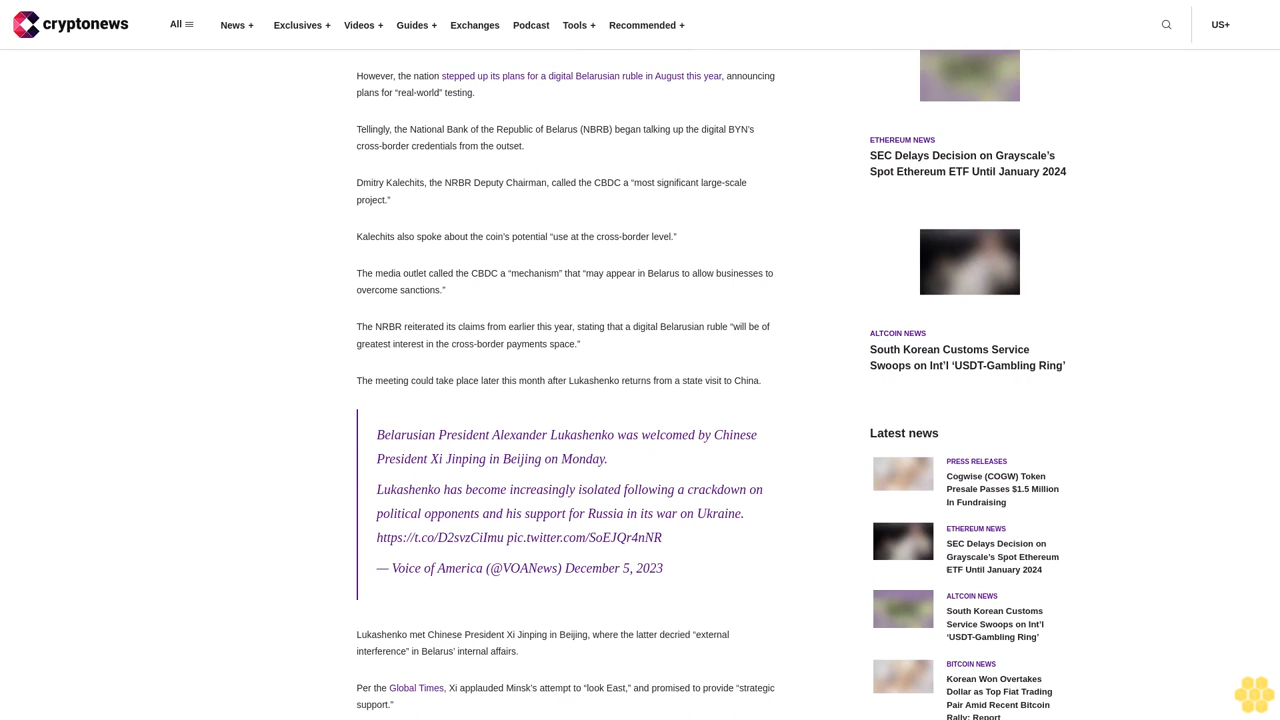 cryptonews
All
News +
Exclusives +
Videos +
Guides +
Exchanges
Podcast
Tools +
Recommended +
US+
However, the nation stepped up its plans for a digital Belarusian ruble in August this year, announcing
plans for “real-world” testing.
Tellingly, the National Bank of the Republic of Belarus (NBRB) began talking up the digital BYN’s
cross-border credentials from the outset.
Dmitry Kalechits, the NRBR Deputy Chairman, called the CBDC a “most significant large-scale
project.”
Kalechits also spoke about the coin’s potential “use at the cross-border level.”
The media outlet called the CBDC a “mechanism” that “may appear in Belarus to allow businesses to
overcome sanctions.”
The NRBR reiterated its claims from earlier this year, stating that a digital Belarusian ruble “will be of
greatest interest in the cross-border payments space.”
The meeting could take place later this month after Lukashenko returns from a state visit to China.
Belarusian President Alexander Lukashenko was welcomed by Chinese
President Xi Jinping in Beijing on Monday.
Lukashenko has become increasingly isolated following a crackdown on
political opponents and his support for Russia in its war on Ukraine.
https://t.co/D2svzCiImu pic.twitter.com/SoEJQr4nNR
— Voice of America (@VOANews) December 5, 2023
Lukashenko met Chinese President Xi Jinping in Beijing, where the latter decried “external
interference” in Belarus’ internal affairs.
Per the Global Times, Xi applauded Minsk’s attempt to “look East,” and promised to provide “strategic
support.”
ETHEREUM NEWS
SEC Delays Decision on Grayscale’s
Spot Ethereum ETF Until January 2024
ALTCOIN NEWS
South Korean Customs Service
Swoops on Int’l ‘USDT-Gambling Ring’
Latest news
PRESS RELEASES
Cogwise (COGW) Token
Presale Passes $1.5 Million
In Fundraising
ETHEREUM NEWS
SEC Delays Decision on
Grayscale’s Spot Ethereum
ETF Until January 2024
ALTCOIN NEWS
South Korean Customs
Service Swoops on Int’l
‘USDT-Gambling Ring’
BITCOIN NEWS
Korean Won Overtakes
Dollar as Top Fiat Trading
Pair Amid Recent Bitcoin
Rally: Report